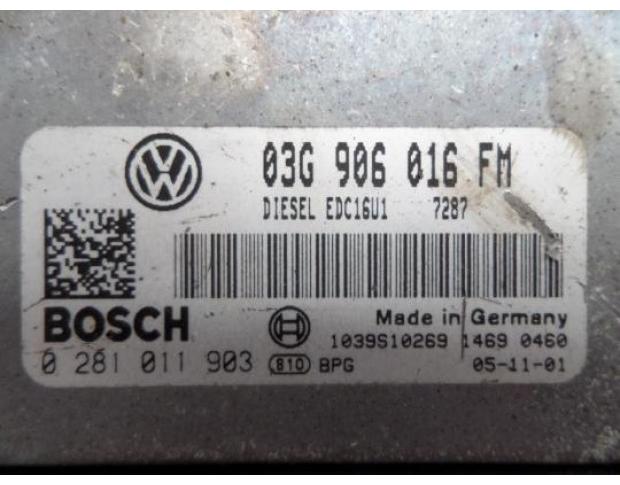 VW
03G 906 016 FM
DIESEL EDC16U1 7287
BOSCH
Made in Germany
1039S10269 1469 0460
0 281 011 903 810 BPG 05-11-01